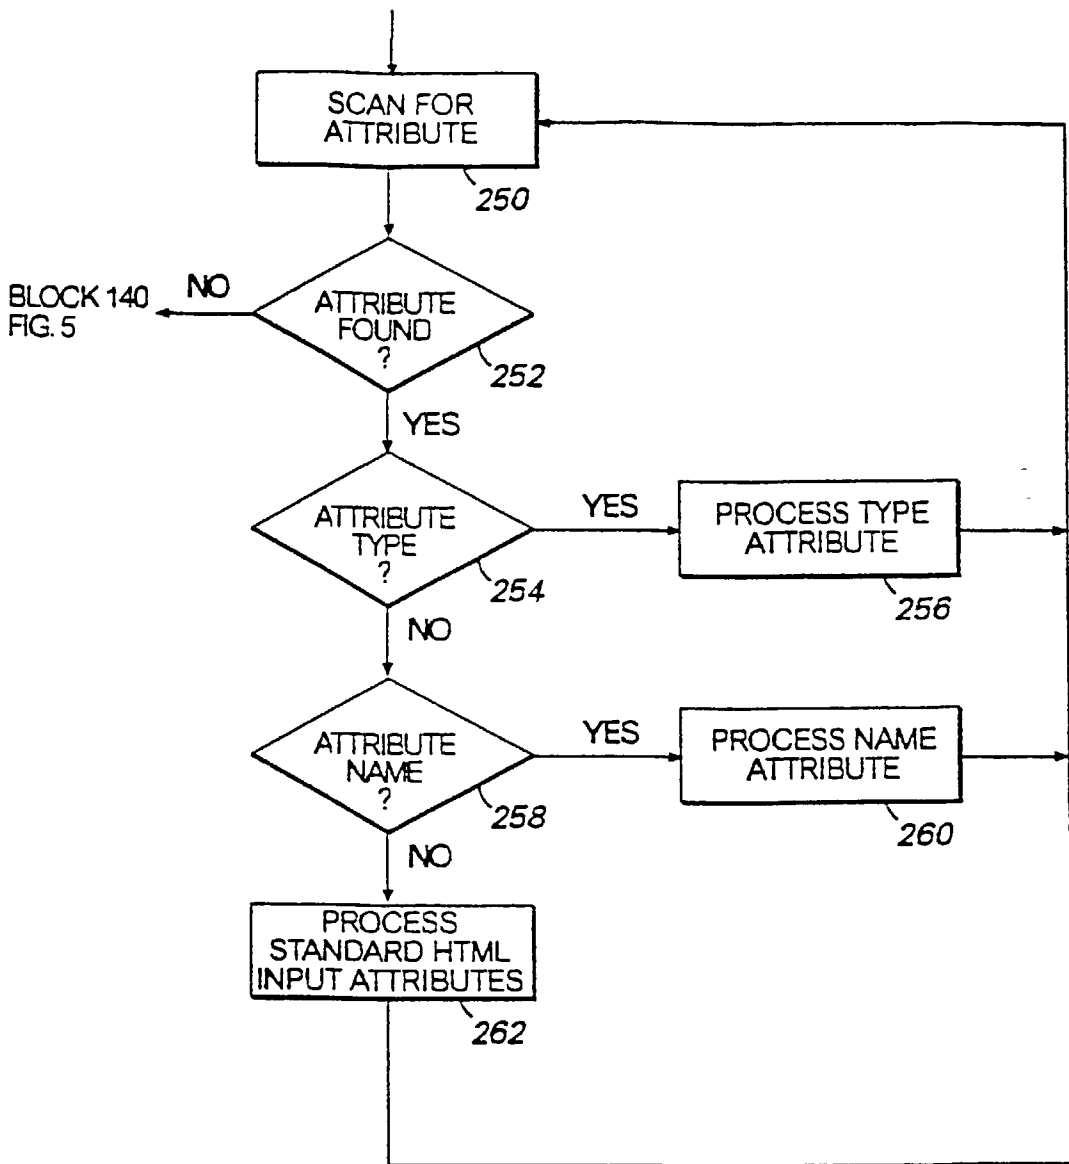 SCAN FOR
ATTRIBUTE
250
BLOCK 140
FIG. 5
NO
ATTRIBUTE
FOUND
?
252
YES
ATTRIBUTE
TYPE
?
254
YES
PROCESS TYPE
ATTRIBUTE
256
NO
ATTRIBUTE
NAME
?
258
YES
PROCESS NAME
ATTRIBUTE
260
NO
PROCESS
STANDARD HTML
INPUT ATTRIBUTES
262